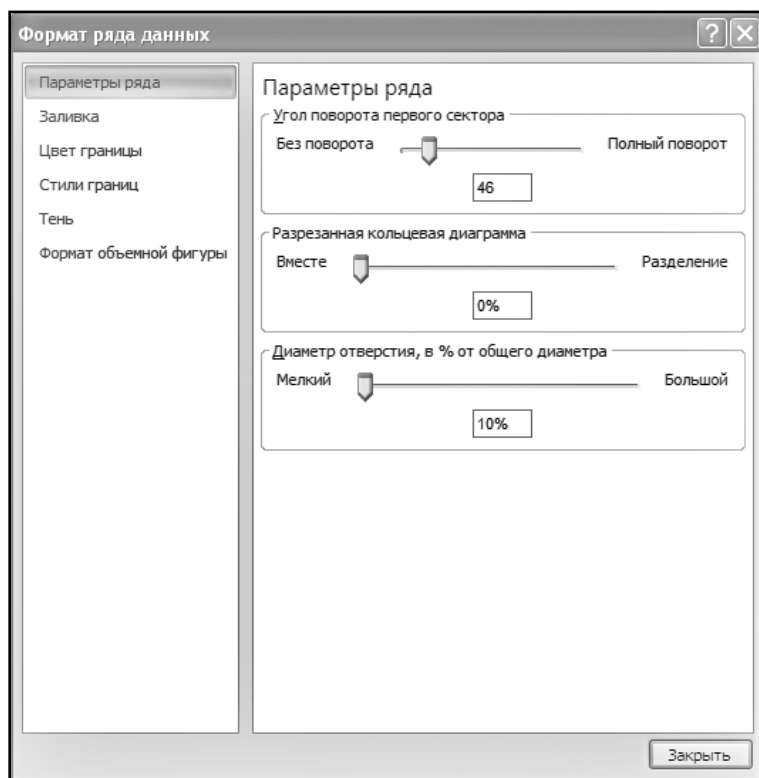 Формат ряда данных
Параметры ряда
Заливка
Цвет границы
Стили границ
Тень
Формат объемной фигуры
Параметры ряда
Угол поворота первого сектора
Без поворота Полный поворот
46
Разрезанная кольцевая диаграмма
Вместе Разделение
0%
Диаметр отверстия, в % от общего диаметра
Мелкий Большой
10%
Закрыть